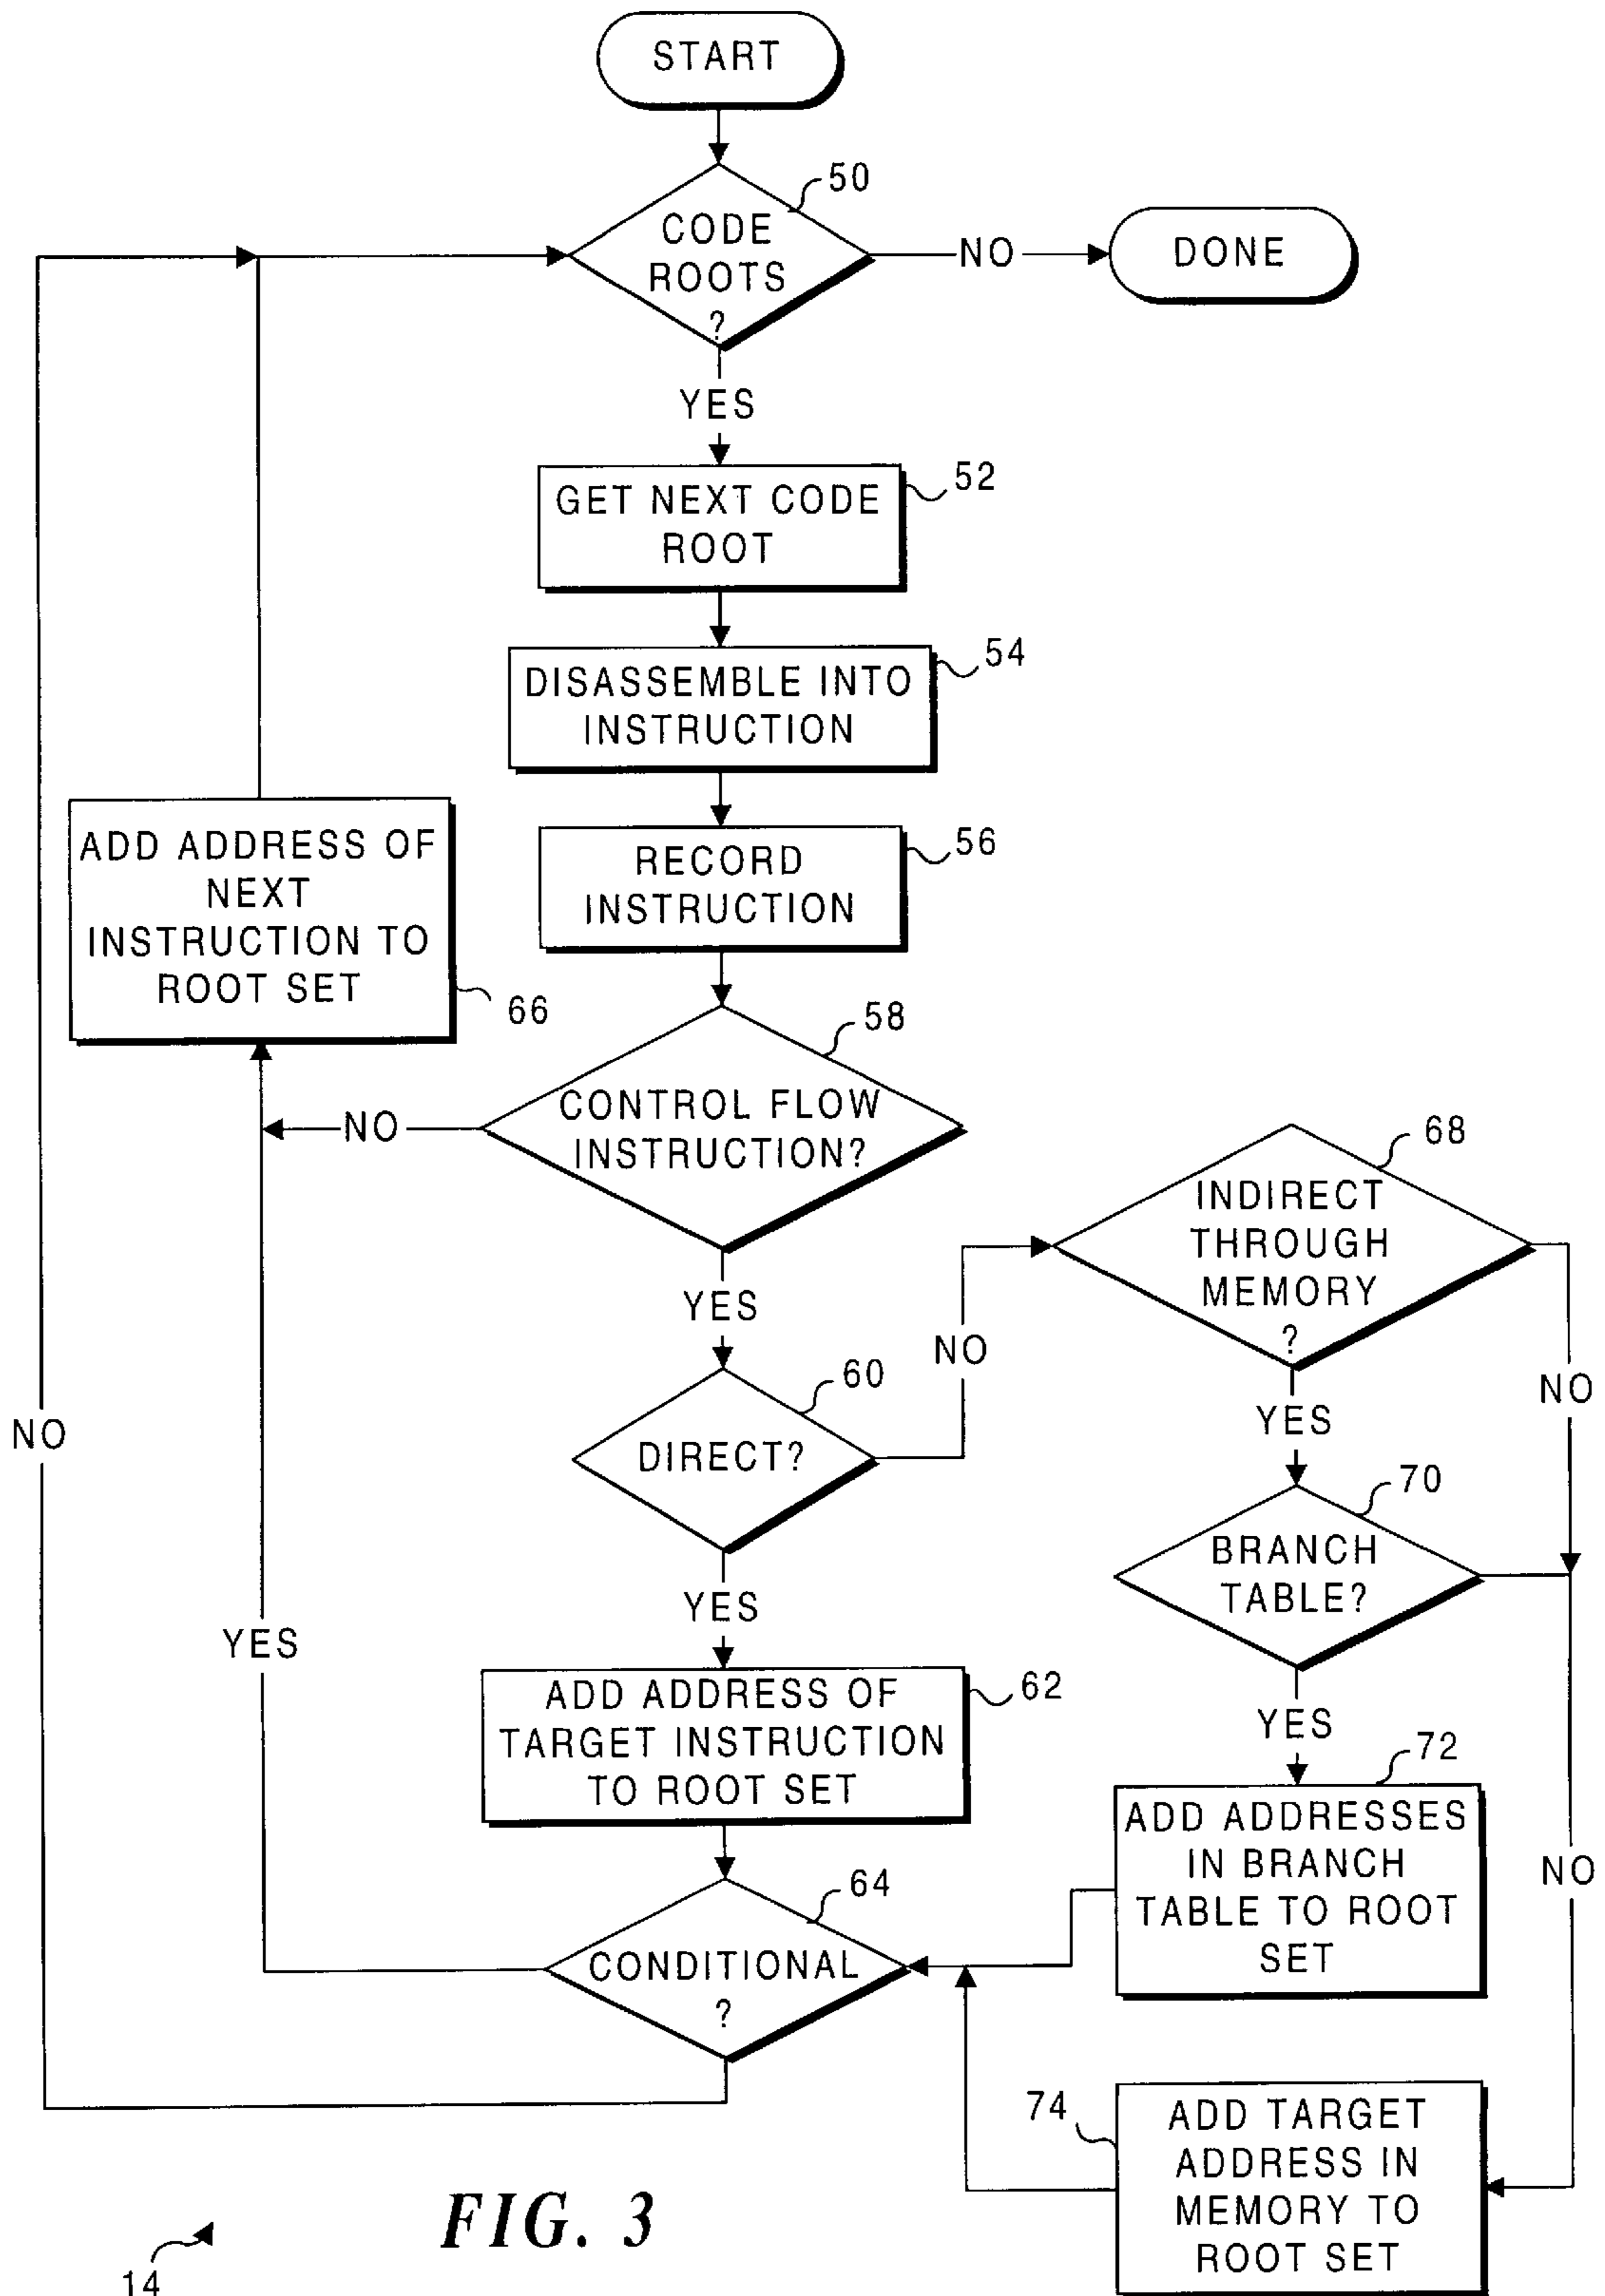 START
50
CODE
ROOTS
?
NO
DONE
YES
52
GET NEXT CODE
ROOT
54
DISASSEMBLE INTO
INSTRUCTION
56
RECORD
INSTRUCTION
ADD ADDRESS OF
NEXT
INSTRUCTION TO
ROOT SET
66
58
CONTROL FLOW
INSTRUCTION?
NO
YES
68
INDIRECT
THROUGH
MEMORY
?
NO
NO
YES
60
DIRECT?
NO
YES
70
BRANCH
TABLE?
YES
YES
62
ADD ADDRESS OF
TARGET INSTRUCTION
TO ROOT SET
72
ADD ADDRESSES
IN BRANCH
TABLE TO ROOT
SET
NO
64
CONDITIONAL
?
74
ADD TARGET
ADDRESS IN
MEMORY TO
ROOT SET
FIG. 3
14